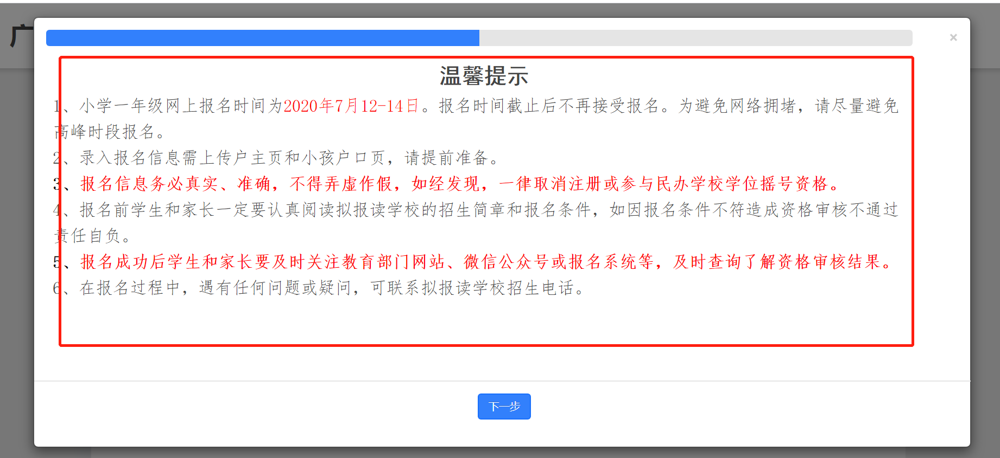 广
×
温馨提示
1、小学一年级网上报名时间为2020年7月12-14日。报名时间截止后不再接受报名。为避免网络拥堵，请尽量避免
高峰时段报名。
2、录入报名信息需上传户主页和小孩户口页，请提前准备。
3、报名信息务必真实、准确，不得弄虚作假，如经发现，一律取消注册或参与民办学校学位摇号资格。
4、报名前学生和家长一定要认真阅读拟报读学校的招生简章和报名条件，如因报名条件不符造成资格审核不通过
责任自负。
5、报名成功后学生和家长要及时关注教育部门网站、微信公众号或报名系统等，及时查询了解资格审核结果。
6、在报名过程中，遇有任何问题或疑问，可联系拟报读学校招生电话。
下一步